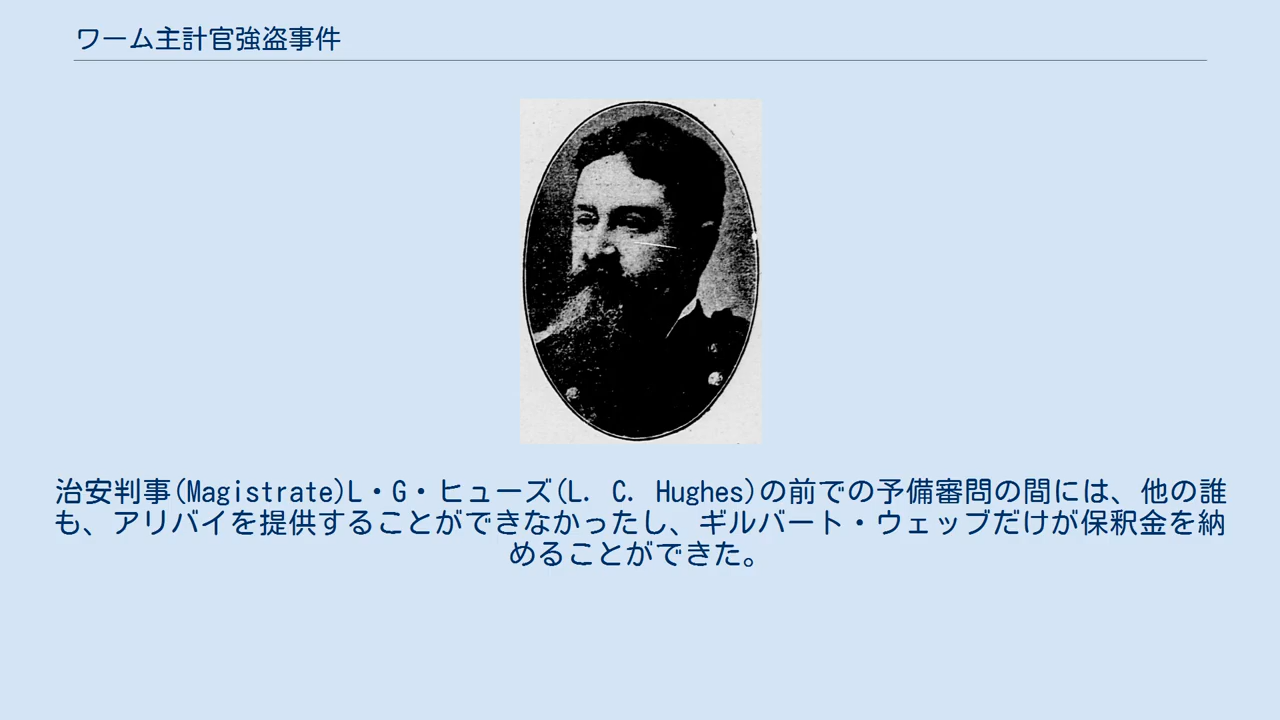 ワーム主計官強盗事件
治安判事(Magistrate)L・G・ヒューズ(L. C. Hughes)の前での予備審問の間には、他の誰
も、アリバイを提供することができなかったし、ギルバート・ウェッブだけが保釈金を納
めることができた。